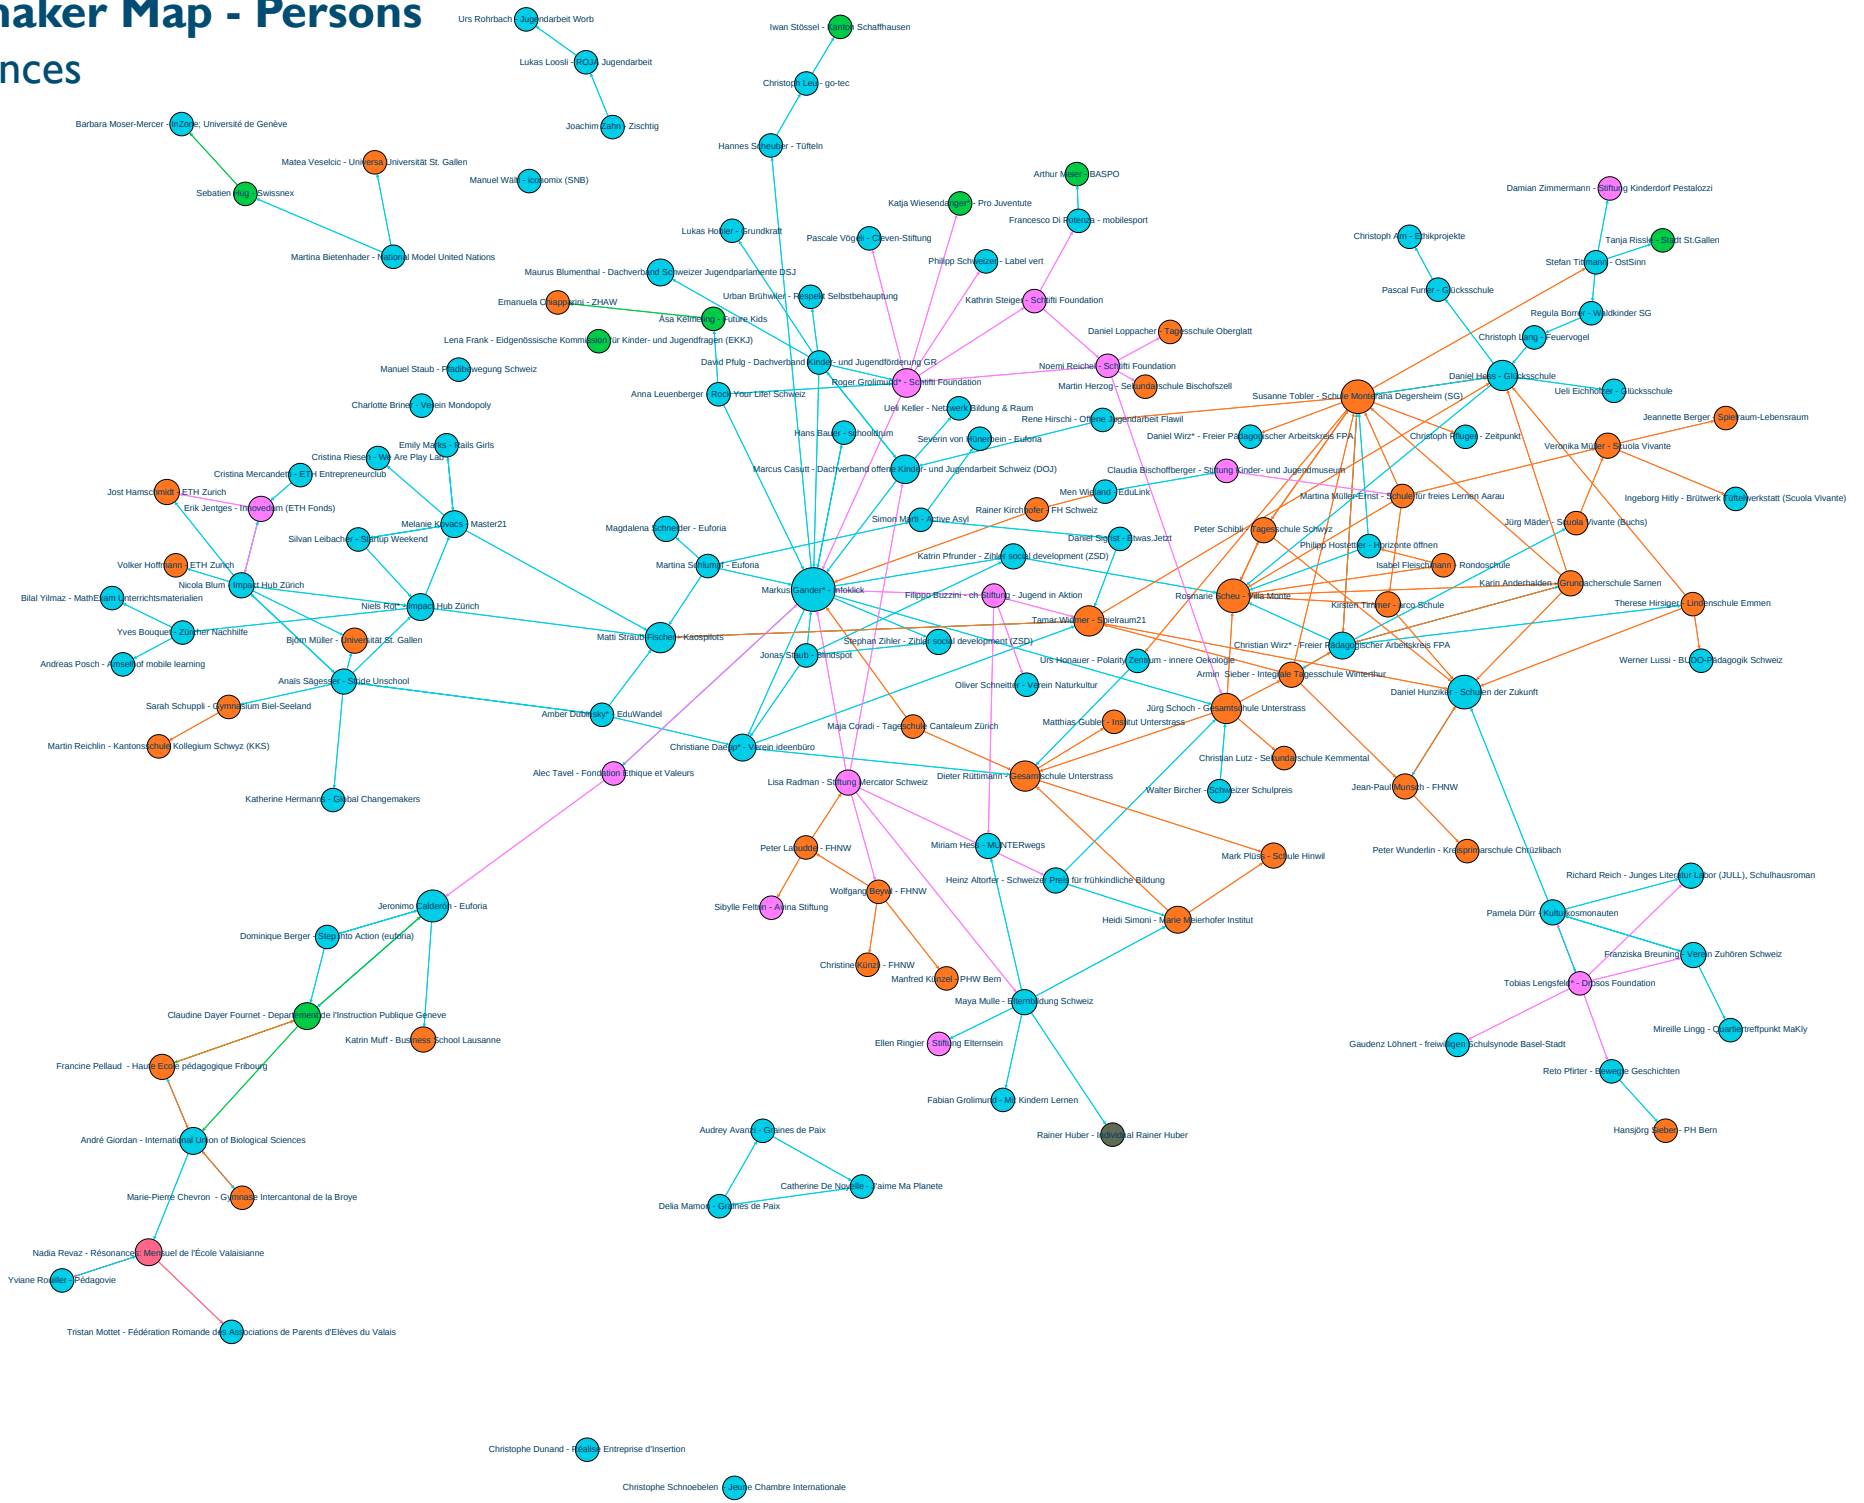 naker Map - Persons
nces
Urs Rohrbach - Jugendarbeit Worb
Iwan Stössel - Kanton Schaffhausen
Lukas Loosli - ROJA Jugendarbeit
Christoph Leu - go-tec
Barbara Moser-Mercer - InZone; Université de Genève
Joachim Zahn - Zischtig
Hannes Scheuber - Tüfteln
Matea Veselcic - Universa Universität St. Gallen
Manuel Wälti - iconomix (SNB)
Arthur Meier - BASPO
Sebatien Hug - Swissnex
Damian Zimmermann - Stiftung Kinderdorf Pestalozzi
Katja Wiesendanger* - Pro Juventute
Francesco Di Potenza - mobilesport
Lukas Hobler - Grundkraft
Pascale Vögeli - Cleven-Stiftung
Christoph Arn - Ethikprojekte
Tanja Rissle - Stadt St.Gallen
Martina Bietenhader - National Model United Nations
Philipp Schweizer - Label vert
Stefan Tittmann - OstSinn
Maurus Blumenthal - Dachverband Schweizer Jugendparlamente DSJ
Pascal Furrer - Glücksschule
Urban Brühwiler - Respekt Selbstbehauptung
Kathrin Steiger - Schtifti Foundation
Emanuela Chiapparini - ZHAW
Regula Borrer - Waldkinder SG
Åsa Kelmeling - Future Kids
Daniel Loppacher - Tagesschule Oberglatt
Christoph Lang - Feuervogel
Lena Frank - Eidgenössische Kommission für Kinder- und Jugendfragen (EKKJ)
David Pfulg - Dachverband Kinder- und Jugendförderung GR
Noemi Reichel - Schtifti Foundation
Manuel Staub - Pfadibewegung Schweiz
Daniel Hess - Glücksschule
Roger Grolimund* - Schtifti Foundation
Martin Herzog - Sekundarschule Bischofszell
Ueli Eichholzer - Glücksschule
Anna Leuenberger - Rock Your Life! Schweiz
Susanne Tobler - Schule Monterana Degersheim (SG)
Charlotte Briner - Verein Mondopoly
Ueli Keller - Netzwerk Bildung & Raum
Rene Hirschi - Offene Jugendarbeit Flawil
Jeannette Berger - Spielraum-Lebensraum
Hans Bauer - schooldrum
Severin von Hünerbein - Euforia
Daniel Wirz* - Freier Pädagogischer Arbeitskreis FPA
Christoph Pfluger - Zeitpunkt
Emily Marks - Rails Girls
Veronika Müller - Scuola Vivante
Cristina Riesen - We Are Play Lab
Marcus Casutt - Dachverband offene Kinder- und Jugendarbeit Schweiz (DOJ)
Claudia Bischoffberger - Stiftung Kinder- und Jugendmuseum
Cristina Mercandetti - ETH Entrepreneurclub
Jost Hamschmidt - ETH Zurich
Men Wieland - EduLink
Martina Müller-Ernst - Schule für freies Lernen Aarau
Ingeborg Hitly - Brütwerk Tüftelwerkstatt (Scuola Vivante)
Erik Jentges - Innovedum (ETH Fonds)
Rainer Kirchhofer - FH Schweiz
Simon Marti - Active Asyl
Melanie Kovacs - Master21
Magdalena Schneider - Euforia
Peter Schibli - Tagesschule Schwyz
Jürg Mäder - Scuola Vivante (Buchs)
Silvan Leibacher - Startup Weekend
Daniel Sigrist - Etwas.Jetzt
Philipp Hostettler - Horizonte öffnen
Katrin Pfrunder - Zihler social development (ZSD)
Volker Hoffmann - ETH Zurich
Martina Schlumpf - Euforia
Isabel Fleischmann - Rondoschule
Nicola Blum - Impact Hub Zürich
Karin Anderhalden - Grundacherschule Sarnen
Markus Gander* - Infoklick
Filippo Buzzini - ch Stiftung - Jugend in Aktion
Rosmarie Scheu - Villa Monte
Bilal Yilmaz - MathExam Unterrichtsmaterialien
Niels Rot* - Impact Hub Zürich
Kirsten Timmer - arco Schule
Therese Hirsiger - Lindenschule Emmen
Tamar Widmer - Spielraum21
Yves Bouquet - Zürcher Nachhilfe
Björn Müller - Universität St. Gallen
Matti Straub(Fischer) - Kaospilots
Stephan Zihler - Zihler social development (ZSD)
Christian Wirz* - Freier Pädagogischer Arbeitskreis FPA
Jonas Staub - Blindspot
Andreas Posch - Amselhof mobile learning
Urs Honauer - Polarity Zentrum - innere Oekologie
Werner Lussi - BUDO-Pädagogik Schweiz
Armin Sieber - Integrale Tagesschule Winterthur
Anaïs Sägesser - Stride Unschool
Oliver Schneitter - Verein Naturkultur
Daniel Hunziker - Schulen der Zukunft
Sarah Schuppli - Gymnasium Biel-Seeland
Jürg Schoch - Gesamtschule Unterstrass
Amber Dubinsky* - EduWandel
Matthias Gubler - Institut Unterstrass
Maja Coradi - Tageschule Cantaleum Zürich
Martin Reichlin - Kantonsschule Kollegium Schwyz (KKS)
Christiane Daepp* - Verein ideenbüro
Christian Lutz - Sekundarschule Kemmental
Alec Tavel - Fondation Ethique et Valeurs
Dieter Rüttimann - Gesamtschule Unterstrass
Lisa Radman - Stiftung Mercator Schweiz
Walter Bircher - Schweizer Schulpreis
Jean-Paul Munsch - FHNW
Katherine Hermanns - Global Changemakers
Peter Labudde - FHNW
Miriam Hess - MUNTERwegs
Mark Plüss - Schule Hinwil
Peter Wunderlin - Kreisprimarschule Chrüzlibach
Richard Reich - Junges Literatur Labor (JULL), Schulhausroman
Heinz Altorfer - Schweizer Preis für frühkindliche Bildung
Wolfgang Beywl - FHNW
Jeronimo Calderón - Euforia
Sibylle Feltrin - Avina Stiftung
Pamela Dürr - Kulturkosmonauten
Heidi Simoni - Marie Meierhofer Institut
Dominique Berger - Step into Action (euforia)
Franziska Breuning - Verein Zuhören Schweiz
Christine Künzli - FHNW
Manfred Künzel - PHW Bern
Tobias Lengsfeld* - Drosos Foundation
Maya Mulle - Elternbildung Schweiz
Claudine Dayer Fournet - Departement de l'Instruction Publique Geneve
Mireille Lingg - Quartiertreffpunkt MaKly
Katrin Muff - Business School Lausanne
Ellen Ringier - Stiftung Elternsein
Gaudenz Löhnert - freiwilligen Schulsynode Basel-Stadt
Francine Pellaud - Haute Ecole pédagogique Fribourg
Reto Pfirter - Bewegte Geschichten
Fabian Grolimund - Mit Kindern Lernen
Audrey Avanzi - Graines de Paix
Hansjörg Sieber - PH Bern
Rainer Huber - Individual Rainer Huber
André Giordan - International Union of Biological Sciences
Catherine De Noyelle - J'aime Ma Planete
Marie-Pierre Chevron - Gymnase Intercantonal de la Broye
Delia Mamon - Graines de Paix
Nadia Revaz - Résonances: Mensuel de l'École Valaisianne
Yviane Rouiller - Pédagovie
Tristan Mottet - Fédération Romande des Associations de Parents d'Elèves du Valais
Christophe Dunand - Réalise Entreprise d'Insertion
Christophe Schnoebelen - Jeune Chambre Internationale